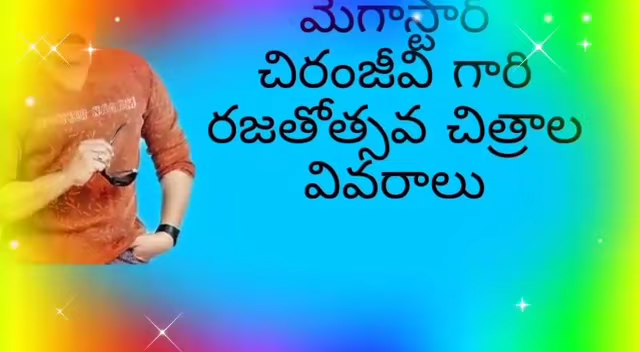 మెగాస్టార్
చిరంజీవి గారి
రజతోత్సవ చిత్రాల
వివరాలు